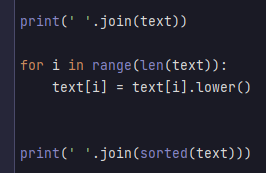 print(' '.join(text))
for i in range(len(text)):
    text[i] = text[i].lower()
print(' '.join(sorted(text)))